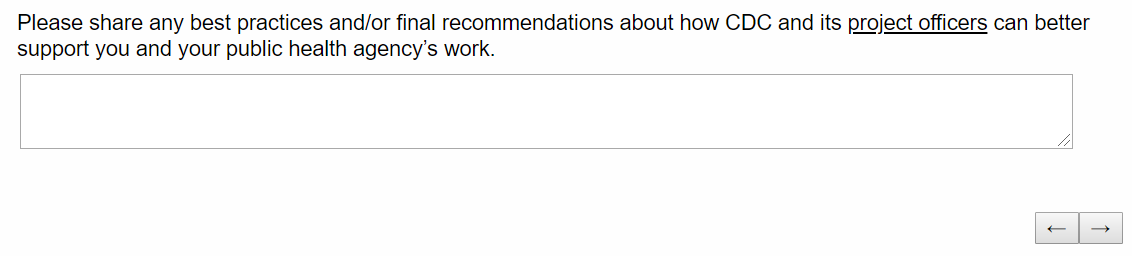 Please share any best practices and/or final recommendations about how CDC and its project officers can better
support you and your public health agency’s work.
← →